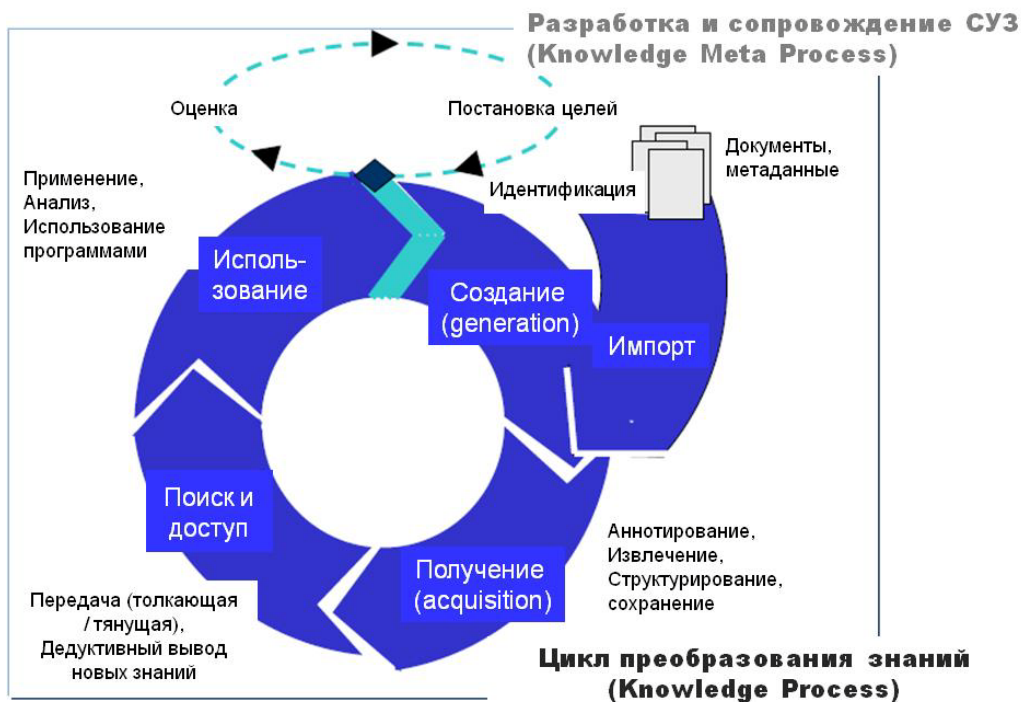 Разработка и сопровождение СУЗ
(Knowledge Meta Process)
Оценка
Постановка целей
Документы,
метаданные
Идентификация
Применение,
Анализ,
Использование
программами
Исполь-
зование
Создание
(generation)
Импорт
Поиск и
доступ
Получение
(acquisition)
Аннотирование,
Извлечение,
Структурирование,
сохранение
Передача (толкающая
/ тянущая),
Дедуктивный вывод
новых знаний
Цикл преобразования знаний
(Knowledge Process)